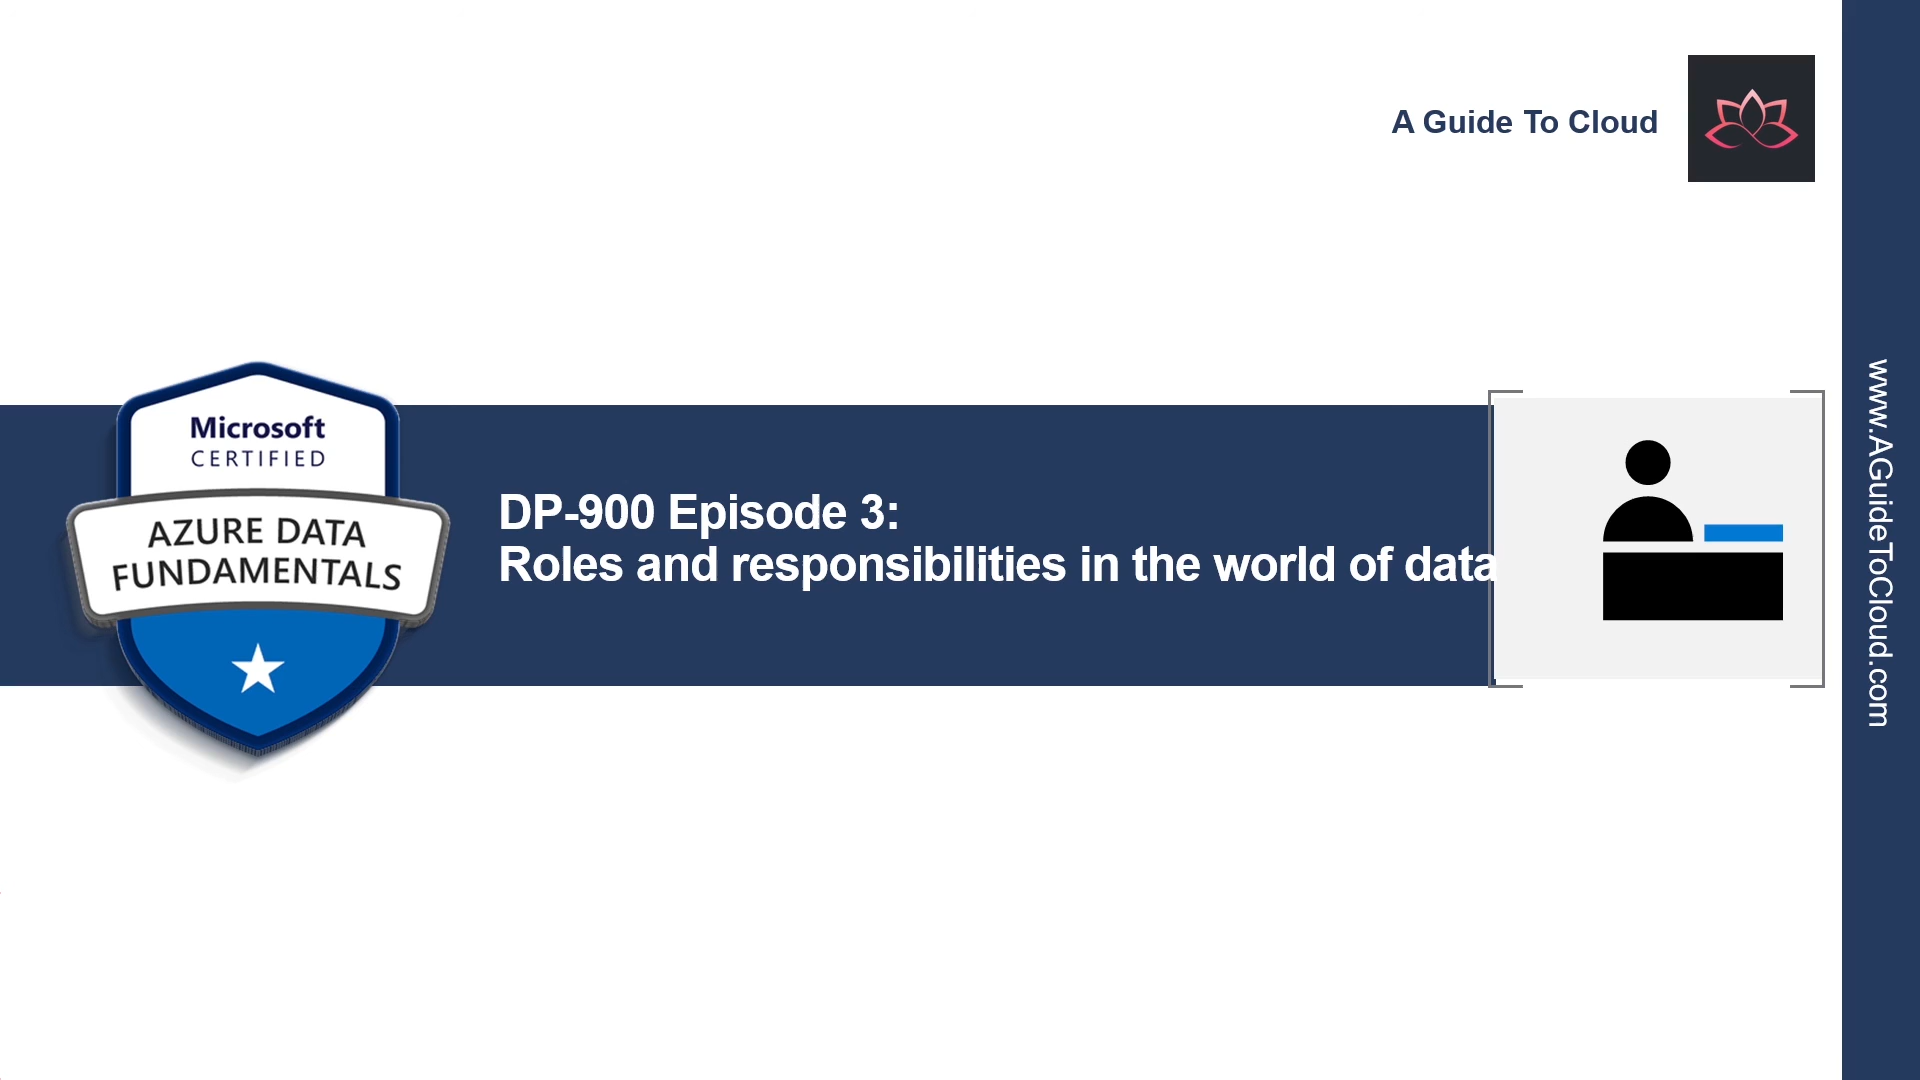 A Guide To Cloud
Microsoft
CERTIFIED
AZURE DATA
FUNDAMENTALS
DP-900 Episode 3:
Roles and responsibilities in the world of data
www.AGuideToCloud.com